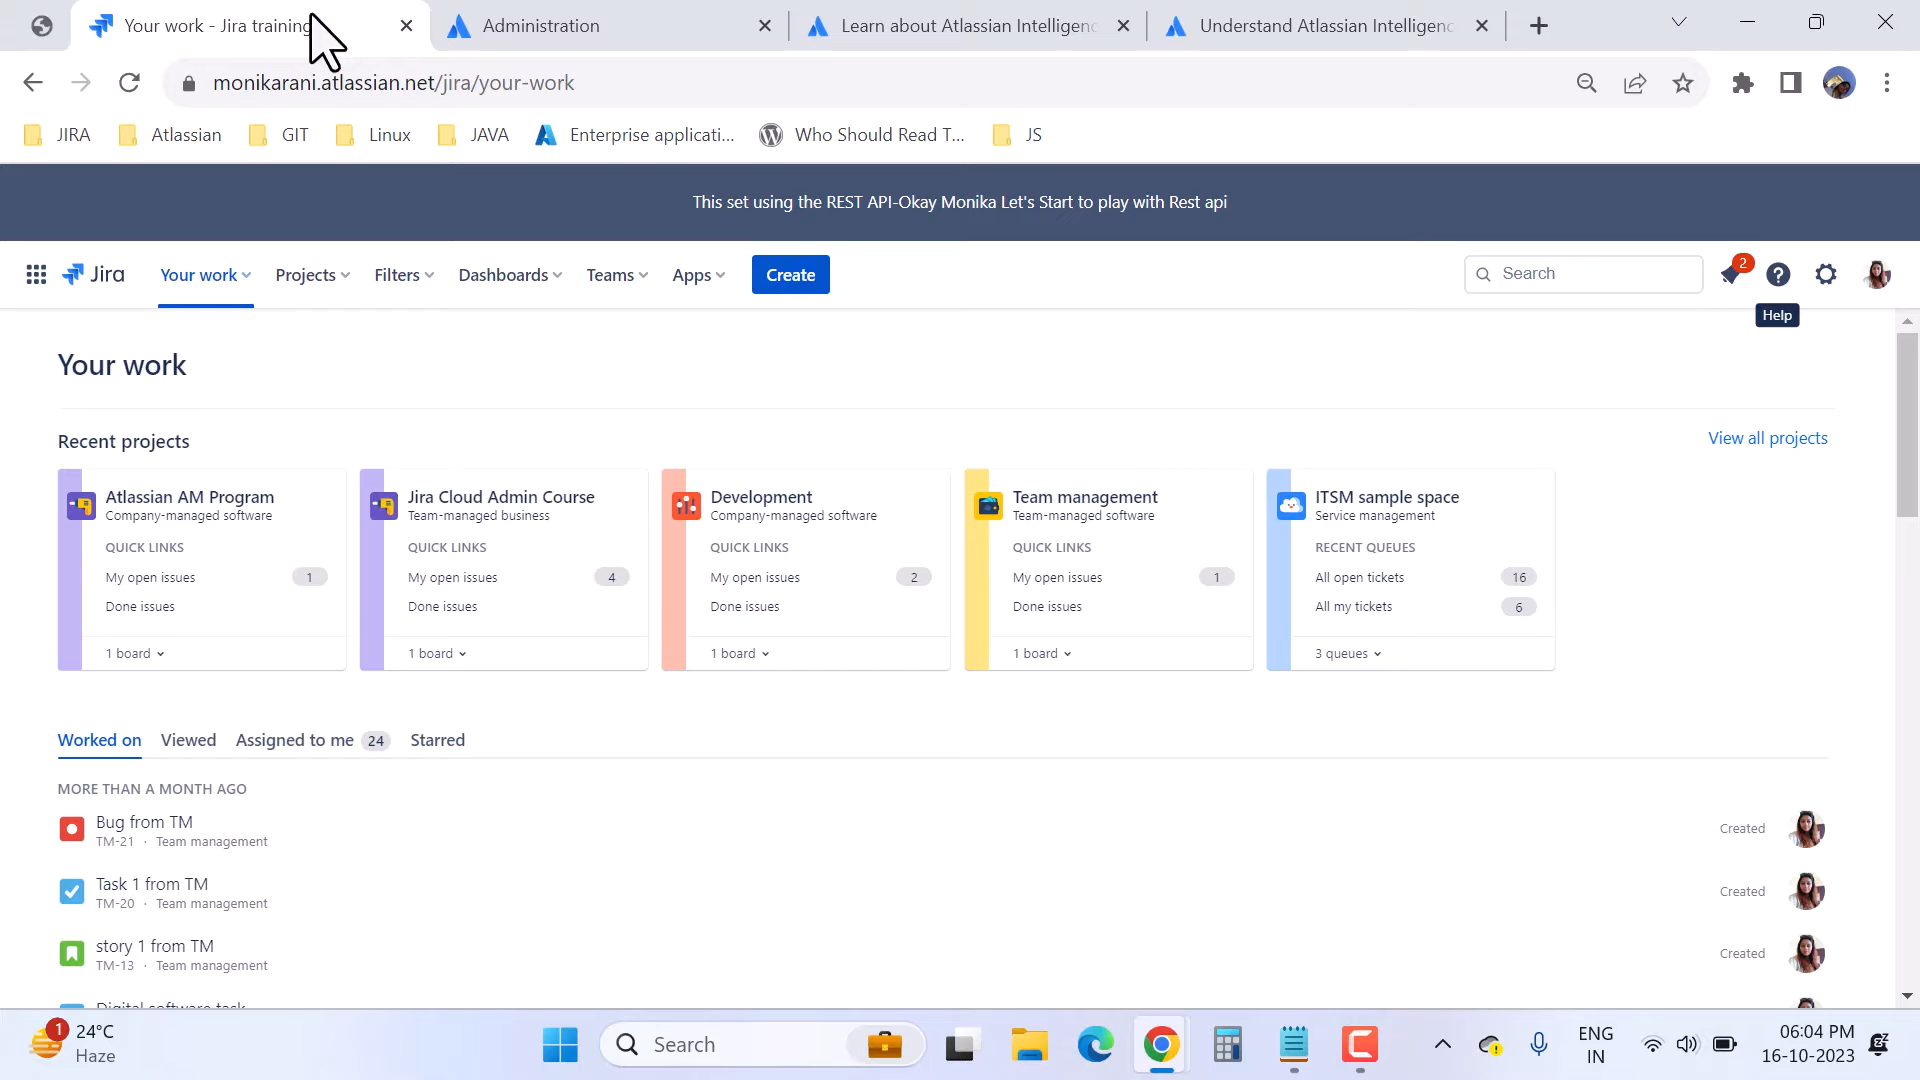 Your work - Jira training
Administration
Learn about Atlassian Intelligenc
Understand Atlassian Intelligenc
monikarani.atlassian.net/jira/your-work
JIRA
Atlassian
GIT
Linux
JAVA
Enterprise applicati...
Who Should Read T...
JS
This set using the REST API-Okay Monika Let's Start to play with Rest api
Jira
Your work
Projects
Filters
Dashboards
Teams
Apps
Create
Search
2
Help
Your work
Recent projects
View all projects
Atlassian AM Program
Company-managed software
QUICK LINKS
My open issues 1
Done issues
1 board
Jira Cloud Admin Course
Team-managed business
QUICK LINKS
My open issues 4
Done issues
1 board
Development
Company-managed software
QUICK LINKS
My open issues 2
Done issues
1 board
Team management
Team-managed software
QUICK LINKS
My open issues 1
Done issues
1 board
ITSM sample space
Service management
RECENT QUEUES
All open tickets 16
All my tickets 6
3 queues
Worked on
Viewed
Assigned to me 24
Starred
MORE THAN A MONTH AGO
Bug from TM
TM-21 · Team management
Created
Task 1 from TM
TM-20 · Team management
Created
story 1 from TM
TM-13 · Team management
Created
Digital software task
1
24°C
Haze
Search
ENG
IN
06:04 PM
16-10-2023